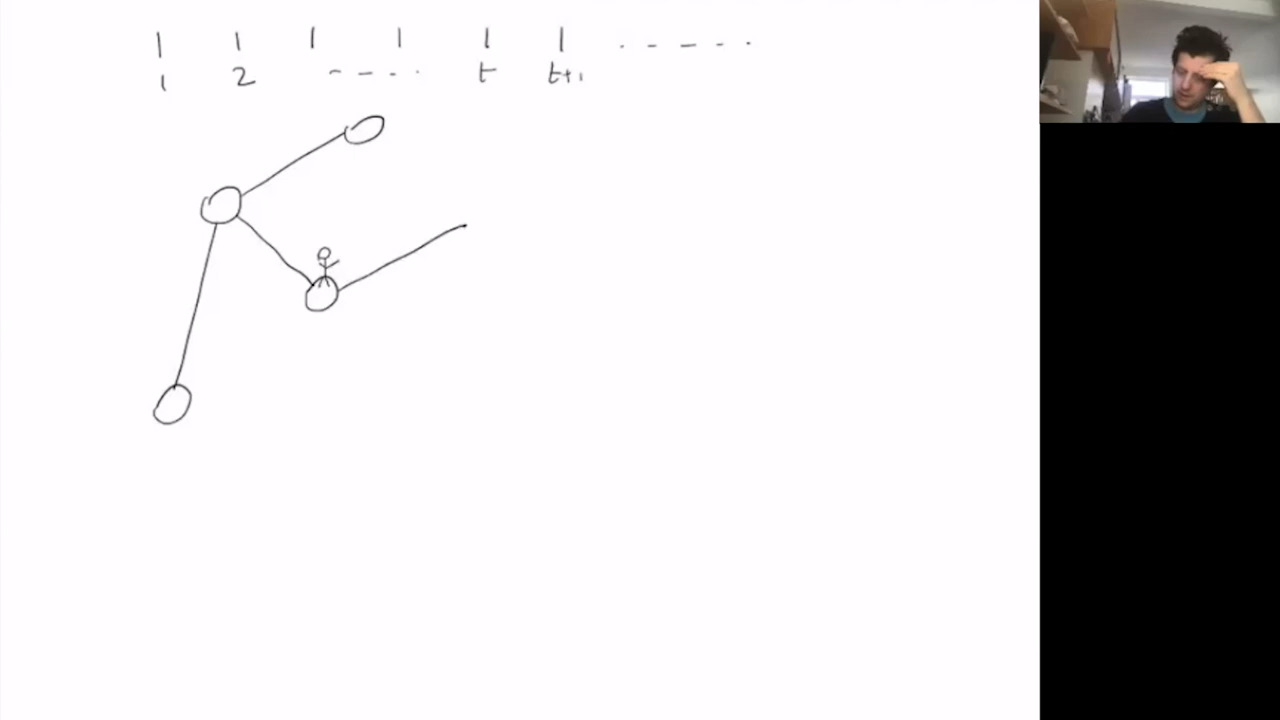 | | | | | | . - - - - .
1 2 - - - - . t t+1